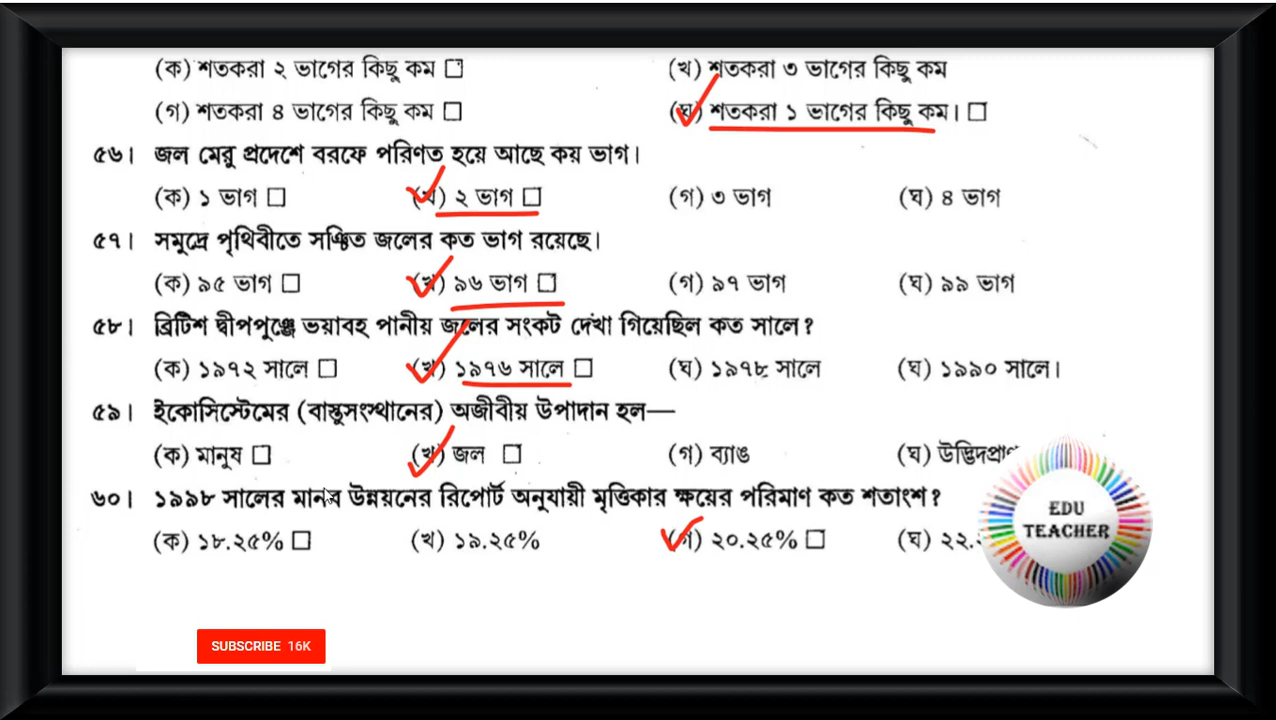 (ক) শতকরা ২ ভাগের কিছু কম (খ) শতকরা ৩ ভাগের কিছু কম
(গ) শতকরা ৪ ভাগের কিছু কম (ঘ) শতকরা ১ ভাগের কিছু কম।
৫৬। জল মেরু প্রদেশে বরফে পরিণত হয়ে আছে কয় ভাগ।
(ক) ১ ভাগ (খ) ২ ভাগ (গ) ৩ ভাগ (ঘ) ৪ ভাগ
৫৭। সমুদ্রে পৃথিবীতে সঞ্চিত জলের কত ভাগ রয়েছে।
(ক) ৯৫ ভাগ (খ) ৯৬ ভাগ (গ) ৯৭ ভাগ (ঘ) ৯৯ ভাগ
৫৮। ব্রিটিশ দ্বীপপুঞ্জে ভয়াবহ পানীয় জলের সংকট দেখা গিয়েছিল কত সালে?
(ক) ১৯৭২ সালে (খ) ১৯৭৬ সালে (ঘ) ১৯৭৮ সালে (ঘ) ১৯৯০ সালে।
৫৯। ইকোসিস্টেমের (বাস্তুসংস্থানের) অজীবীয় উপাদান হল—
(ক) মানুষ (খ) জল (গ) ব্যাঙ (ঘ)
৬০। ১৯৯৮ সালের মানব উন্নয়নের রিপোর্ট অনুযায়ী মৃত্তিকার ক্ষয়ের পরিমাণ কত শতাংশ?
(ক) ১৮.২৫% (খ) ১৯.২৫% (গ) ২০.২৫% (ঘ)
EDU
TEACHER
SUBSCRIBE 16K